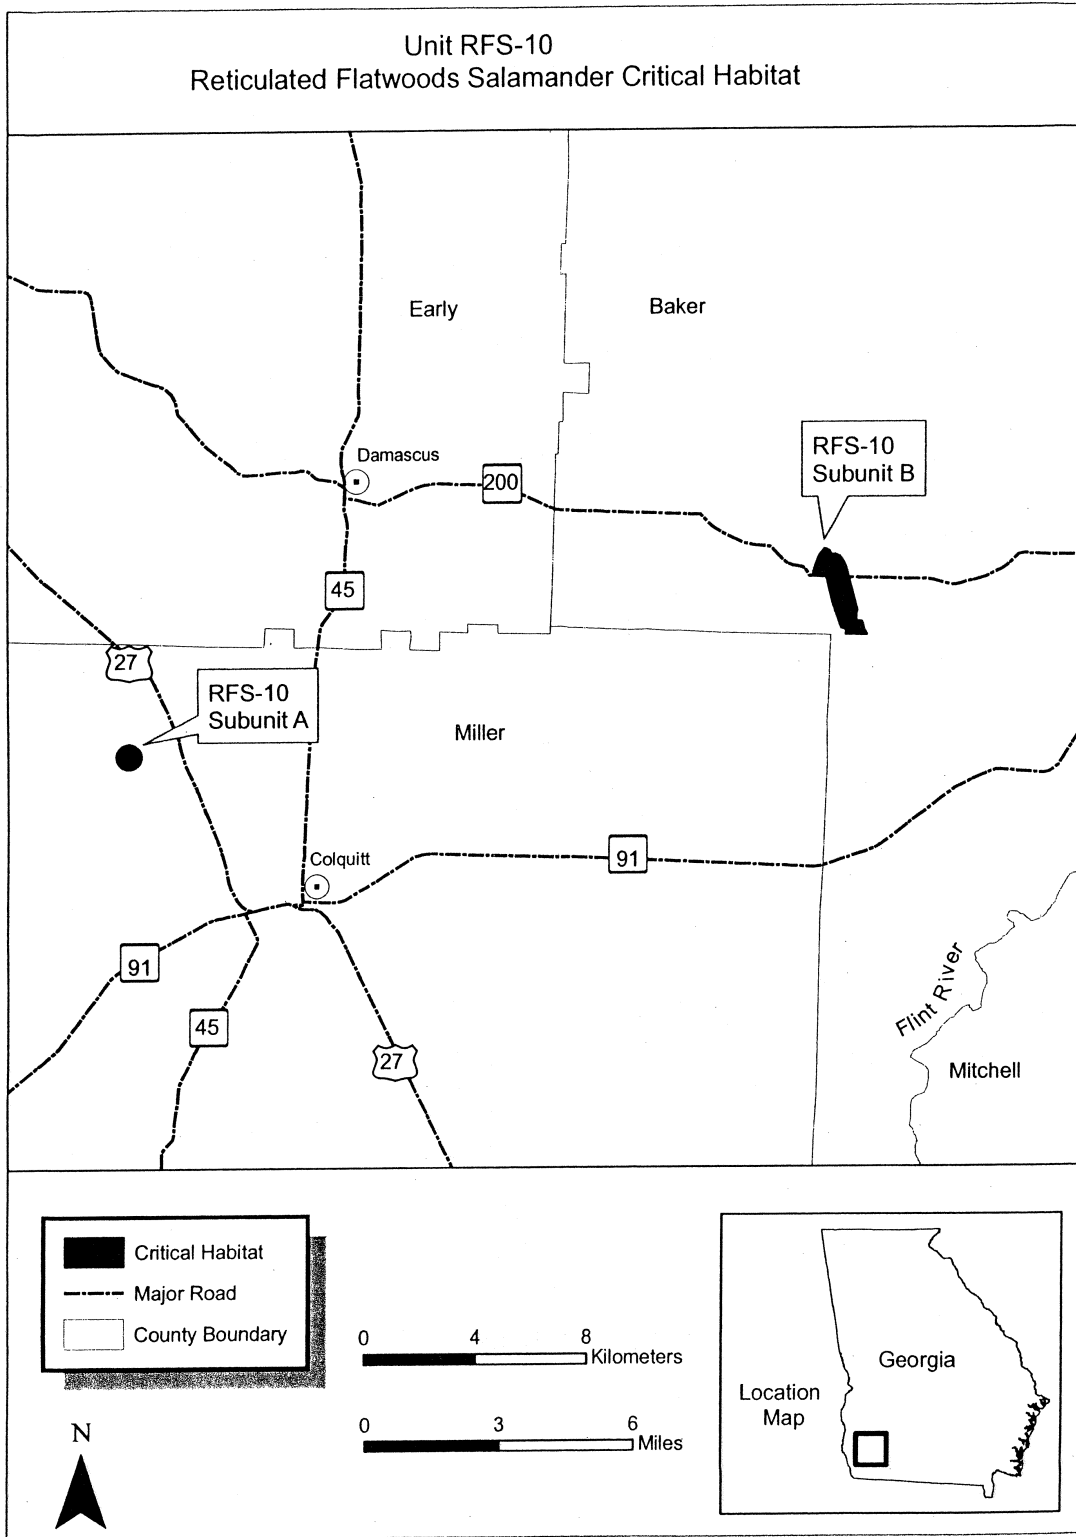 Unit RFS-10
Reticulated Flatwoods Salamander Critical Habitat
Early
Baker
RFS-10
Subunit B
Damascus
200
45
27
RFS-10
Subunit A
Miller
Colquitt
91
91
45
27
Flint River
Mitchell
Critical Habitat
Major Road
County Boundary
0 4 8
Kilometers
0 3 6
Miles
N
Georgia
Location
Map